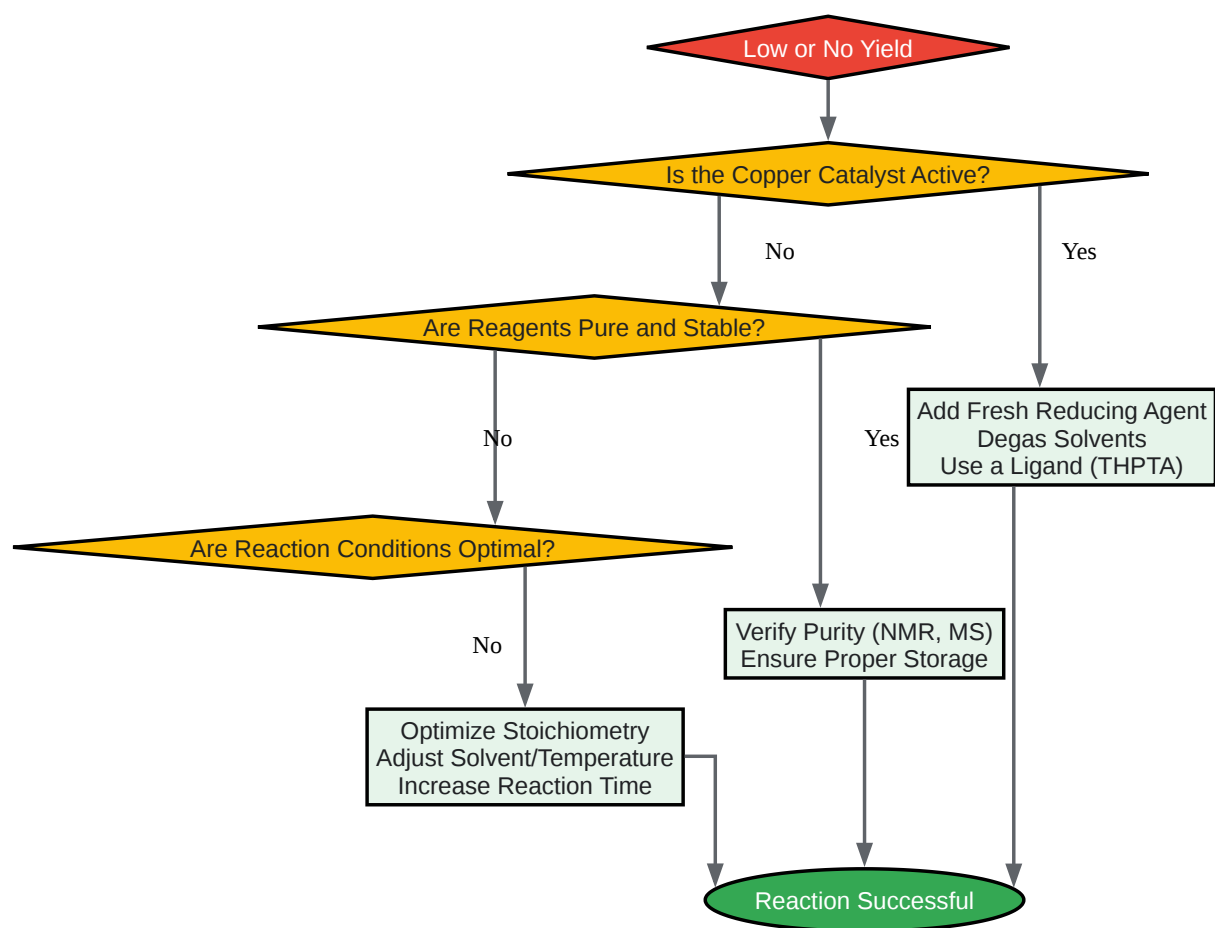 Low or No Yield
Is the Copper Catalyst Active?
No
Yes
Are Reagents Pure and Stable?
Add Fresh Reducing Agent
Degas Solvents
Use a Ligand (THPTA)
No
Yes
Are Reaction Conditions Optimal?
Verify Purity (NMR, MS)
Ensure Proper Storage
No
Optimize Stoichiometry
Adjust Solvent/Temperature
Increase Reaction Time
Reaction Successful